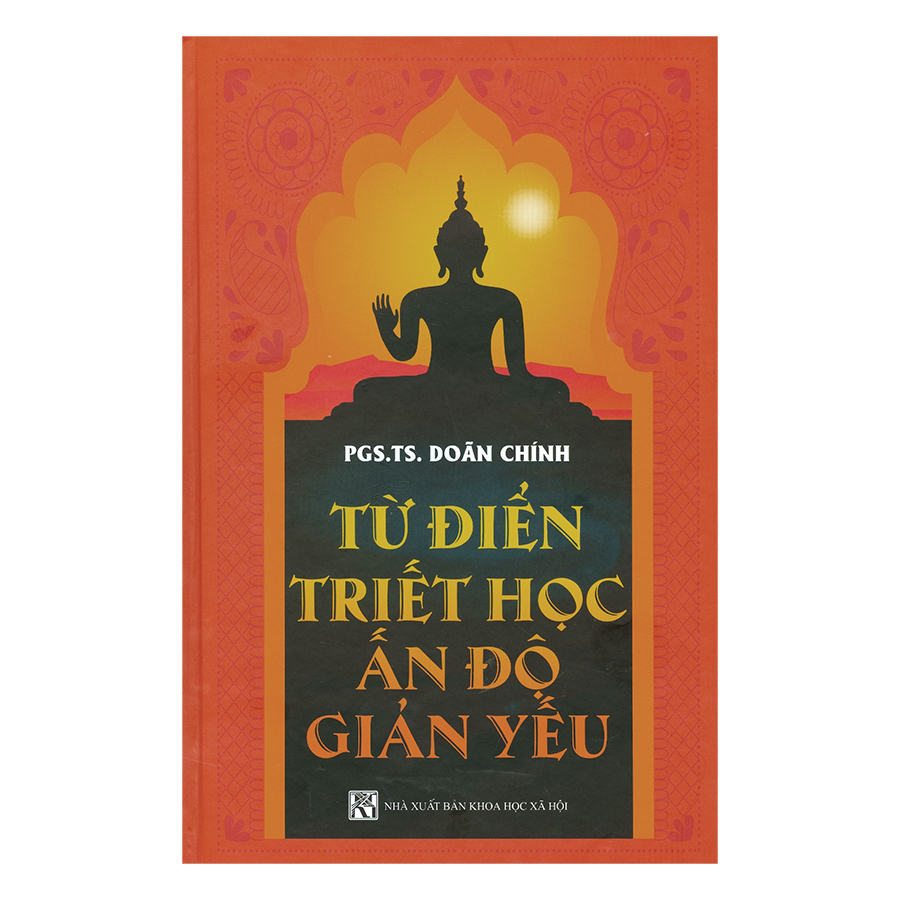 PGS.TS. DOÃN CHÍNH
TỪ ĐIỂN
TRIẾT HỌC
ẤN ĐỘ
GIẢN YẾU
NHÀ XUẤT BẢN KHOA HỌC XÃ HỘI